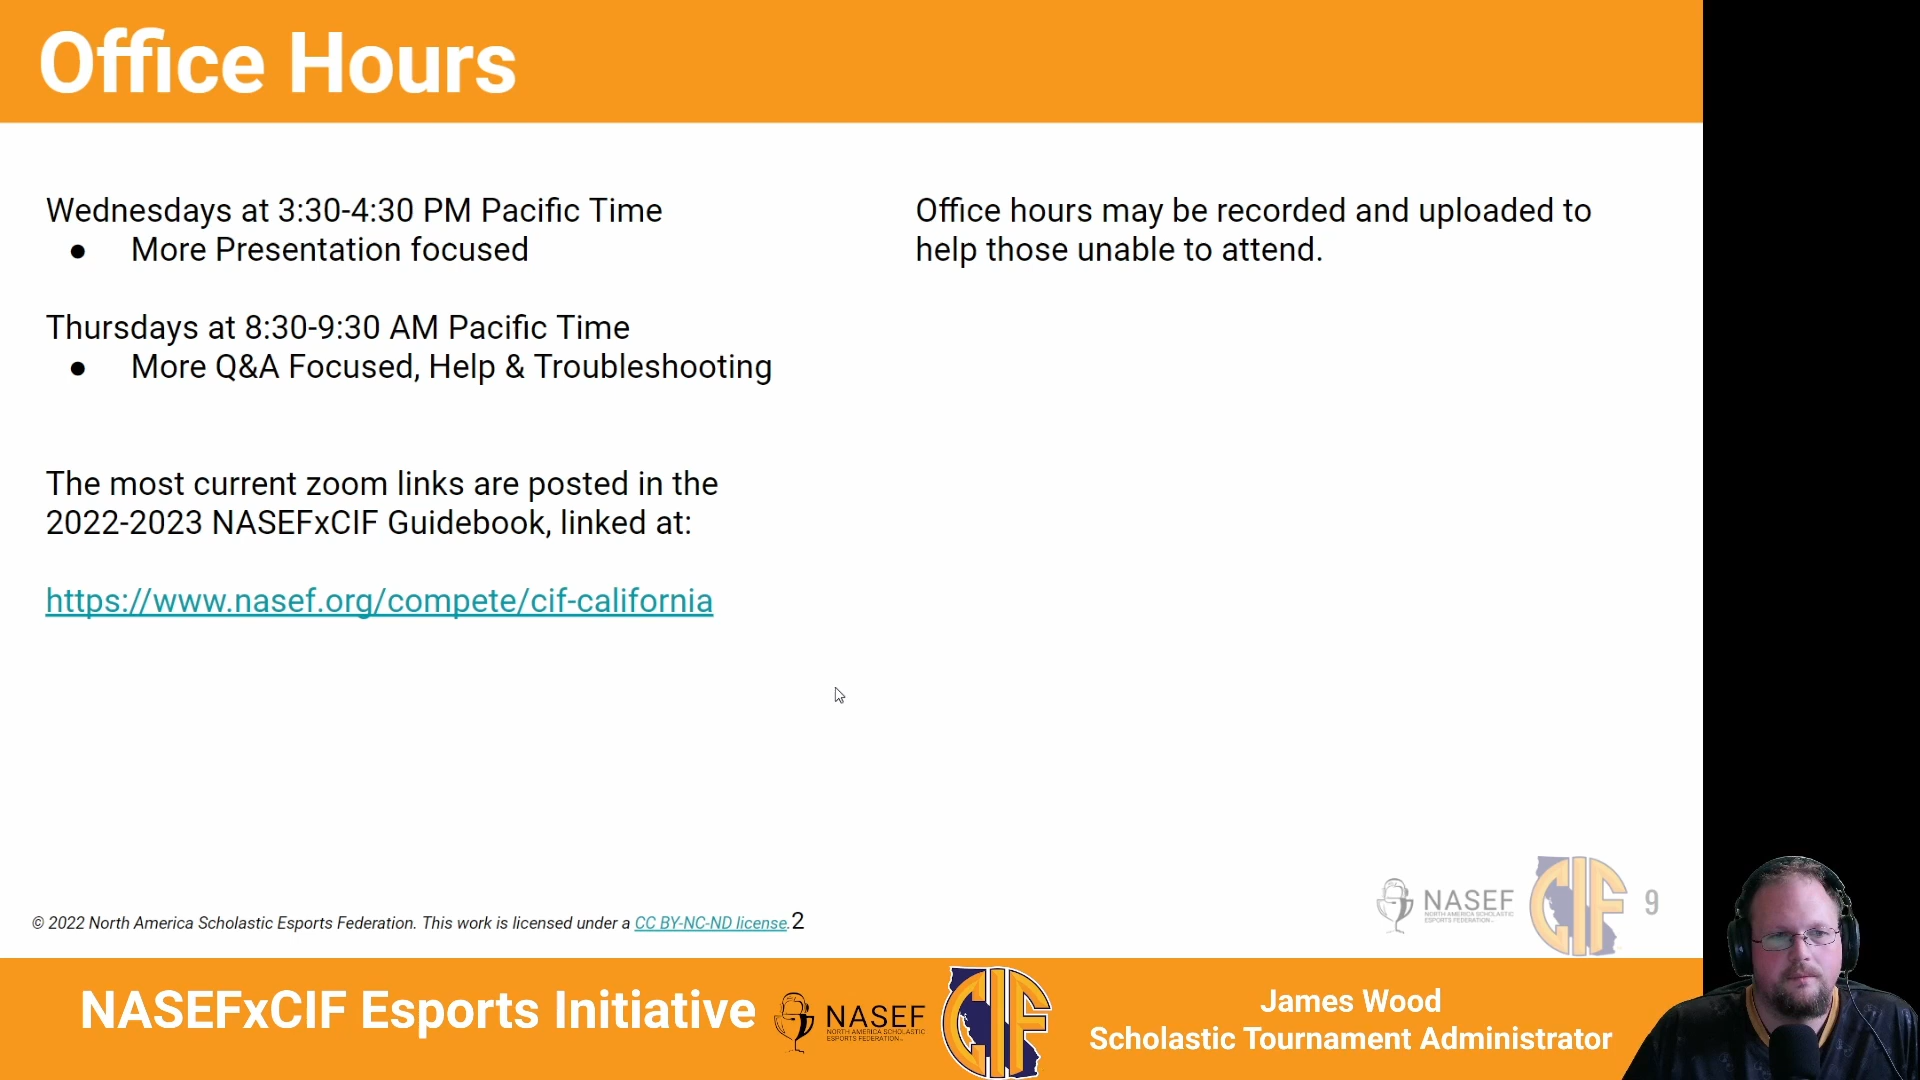 Office Hours
Wednesdays at 3:30-4:30 PM Pacific Time
● More Presentation focused
Thursdays at 8:30-9:30 AM Pacific Time
● More Q&A Focused, Help & Troubleshooting
The most current zoom links are posted in the
2022-2023 NASEFxCIF Guidebook, linked at:
https://www.nasef.org/compete/cif-california
Office hours may be recorded and uploaded to
help those unable to attend.
© 2022 North America Scholastic Esports Federation. This work is licensed under a CC BY-NC-ND license.2
NASEF
NORTH AMERICA SCHOLASTIC
ESPORTS FEDERATION
CIF
9
NASEFxCIF Esports Initiative
NASEF
NORTH AMERICA SCHOLASTIC
ESPORTS FEDERATION
CIF
James Wood
Scholastic Tournament Administrator